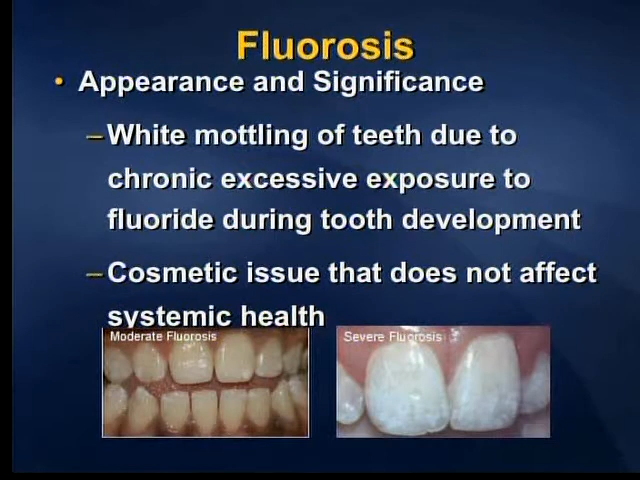 Fluorosis
• Appearance and Significance
–White mottling of teeth due to
chronic excessive exposure to
fluoride during tooth development
–Cosmetic issue that does not affect
systemic health
Moderate Fluorosis
Severe Fluorosis